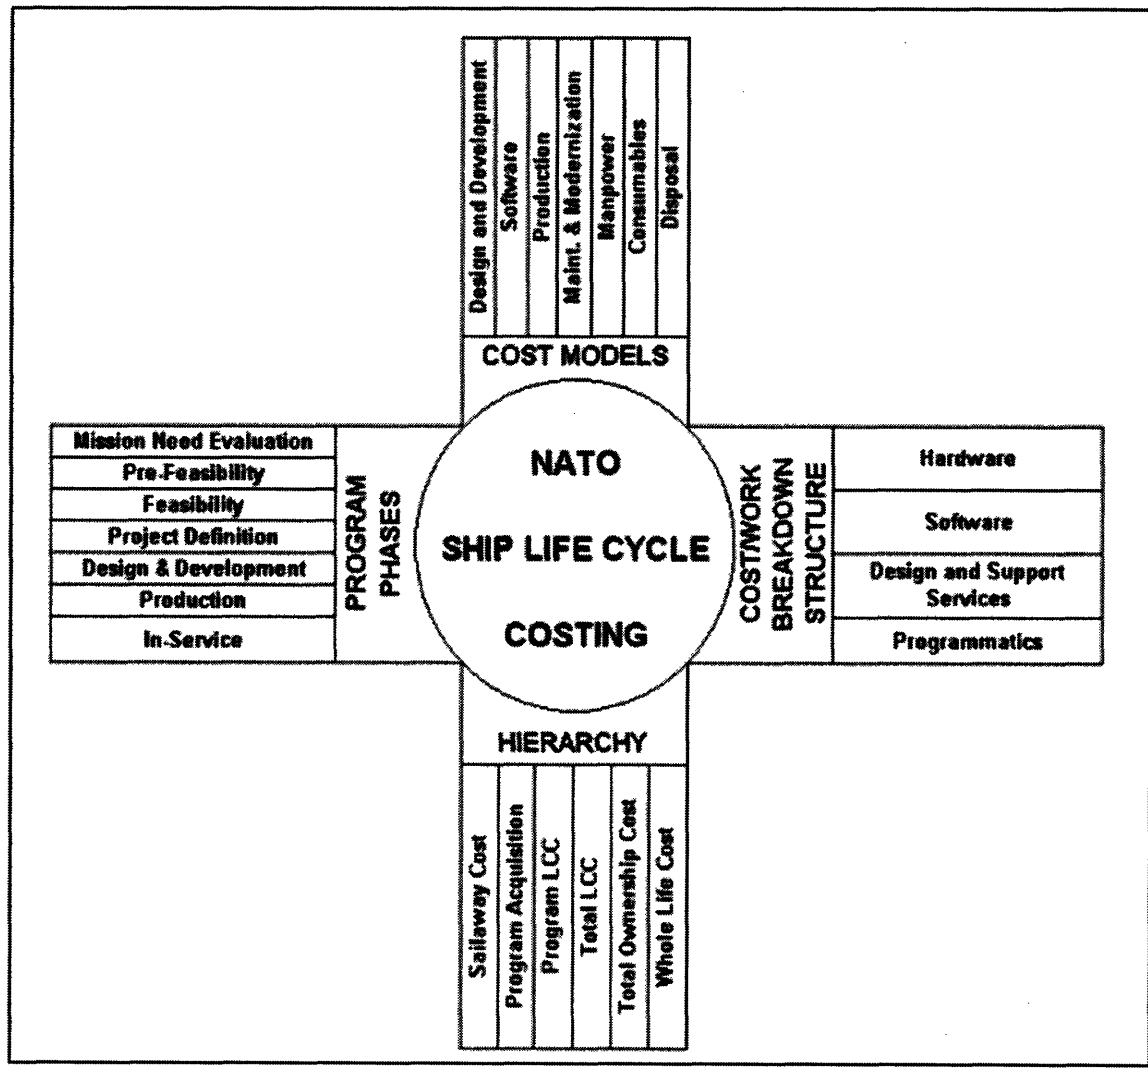 Design and Development
Software
Production
Maint. & Modernization
Manpower
Consumables
Disposal
COST MODELS
Mission Need Evaluation
Pre-Feasibility
Feasibility
Project Definition
Design & Development
Production
In-Service
PROGRAM
PHASES
NATO
SHIP LIFE CYCLE
COSTING
COST/WORK
BREAKDOWN
STRUCTURE
Hardware
Software
Design and Support
Services
Programmatics
HIERARCHY
Sailaway Cost
Program Acquisition
Program LCC
Total LCC
Total Ownership Cost
Whole Life Cost